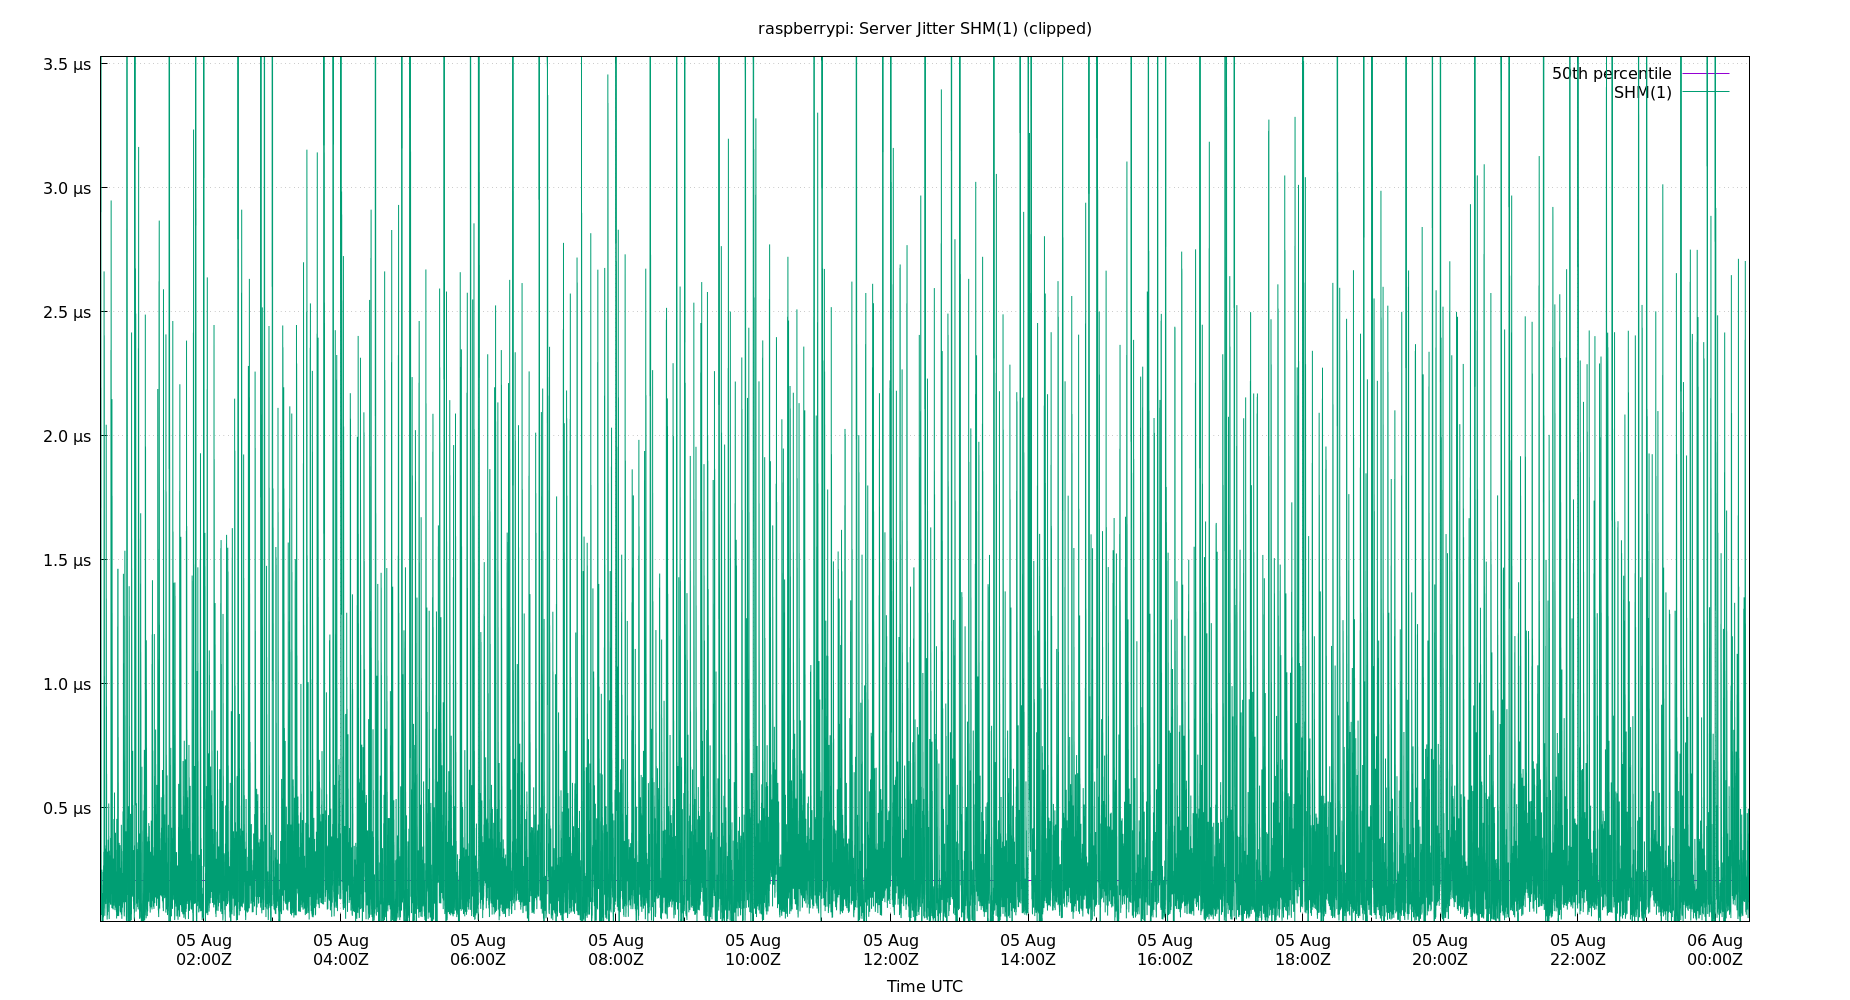 raspberrypi: Server Jitter SHM(1) (clipped)
3.5 µs
3.0 µs
2.5 µs
2.0 µs
1.5 µs
1.0 µs
0.5 µs
50th percentile
SHM(1)
05 Aug 02:00Z
05 Aug 04:00Z
05 Aug 06:00Z
05 Aug 08:00Z
05 Aug 10:00Z
05 Aug 12:00Z
05 Aug 14:00Z
05 Aug 16:00Z
05 Aug 18:00Z
05 Aug 20:00Z
05 Aug 22:00Z
06 Aug 00:00Z
Time UTC